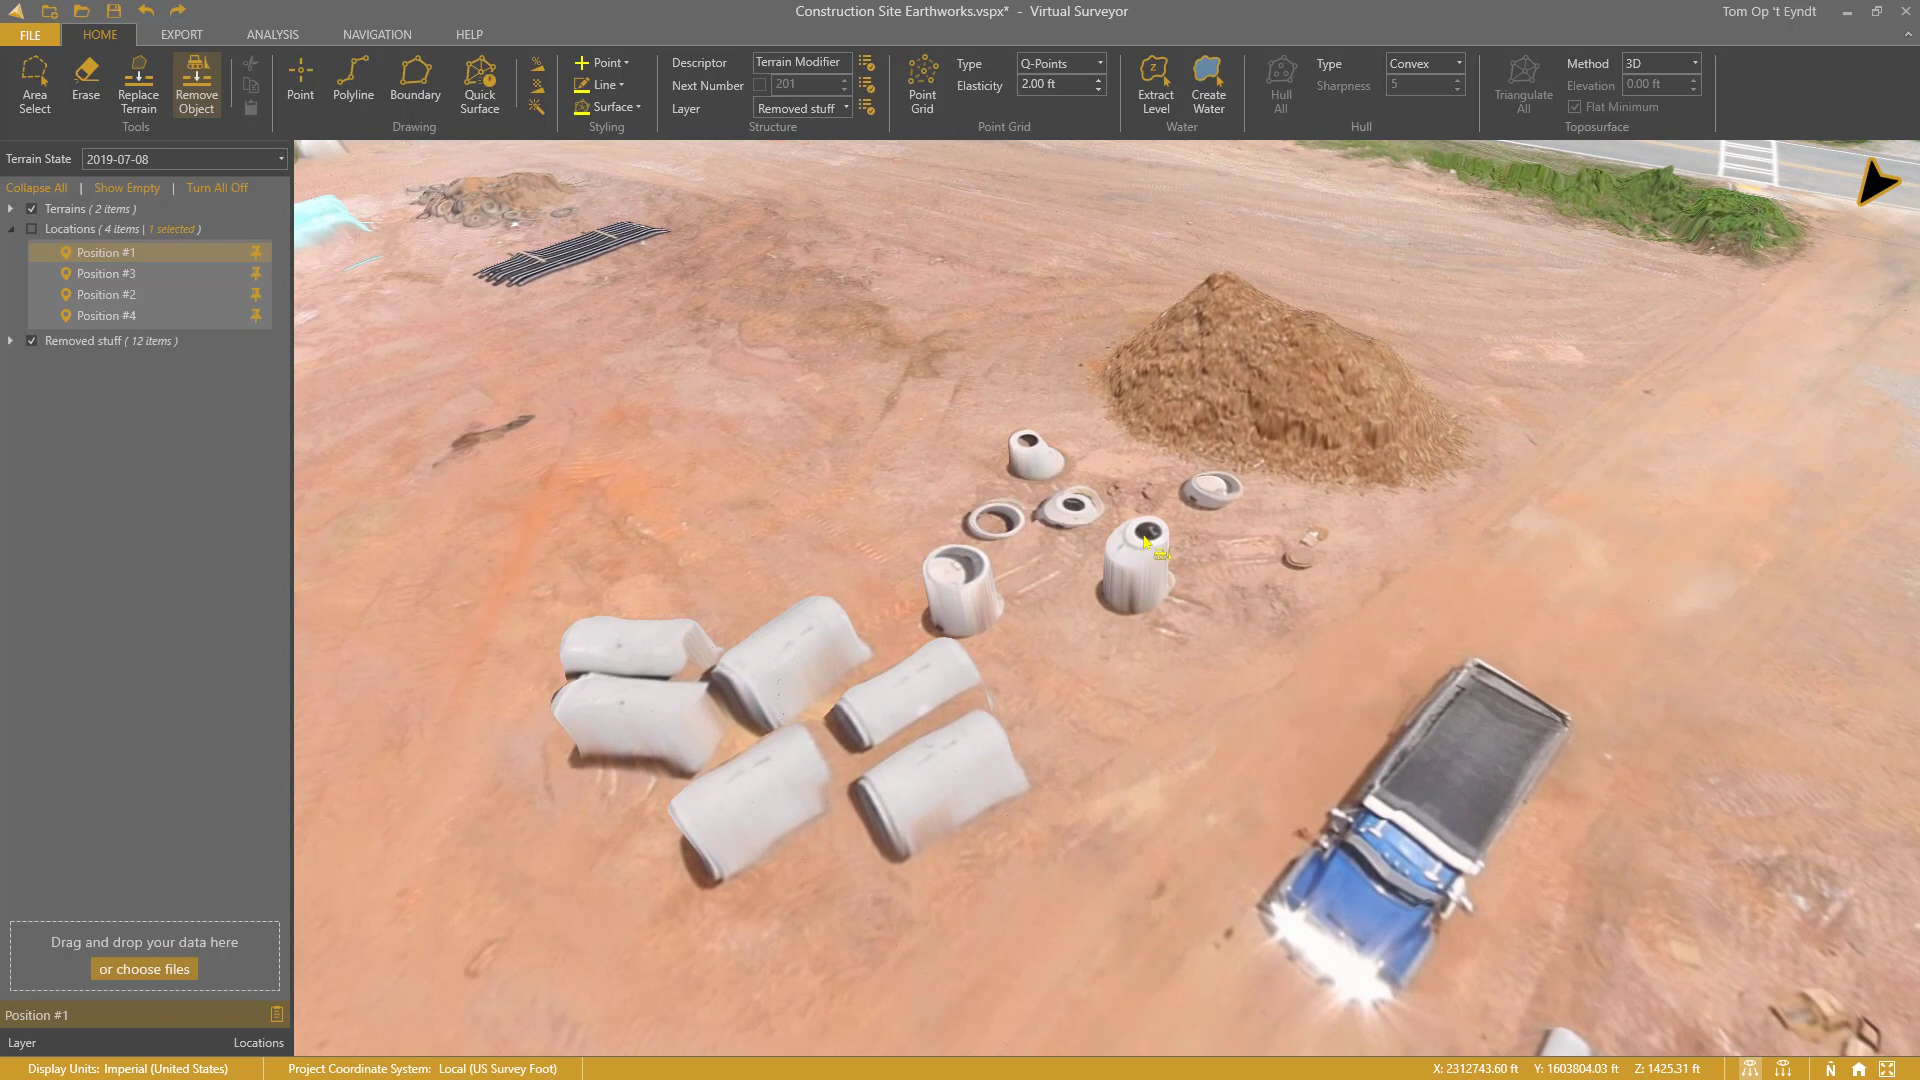 Construction Site Earthworks.vspx* - Virtual Surveyor
Tom Op 't Eyndt
FILE
HOME
EXPORT
ANALYSIS
NAVIGATION
HELP
Area Select
Erase
Replace Terrain
Remove Object
Tools
Point
Polyline
Boundary
Quick Surface
Drawing
Point
Line
Surface
Styling
Descriptor
Terrain Modifier
Next Number
201
Layer
Removed stuff
Structure
Point Grid
Type
Q-Points
Elasticity
2.00 ft
Point Grid
Extract Level
Create Water
Water
Hull All
Type
Convex
Sharpness
5
Hull
Triangulate All
Method
3D
Elevation
0.00 ft
Flat Minimum
Toposurface
Terrain State
2019-07-08
Collapse All | Show Empty | Turn All Off
Terrains ( 2 items )
Locations ( 4 items | 1 selected )
Position #1
Position #3
Position #2
Position #4
Removed stuff ( 12 items )
Drag and drop your data here
or choose files
Position #1
Layer
Locations
Display Units: Imperial (United States)
Project Coordinate System: Local (US Survey Foot)
X: 2312743.60 ft
Y: 1603804.03 ft
Z: 1425.31 ft